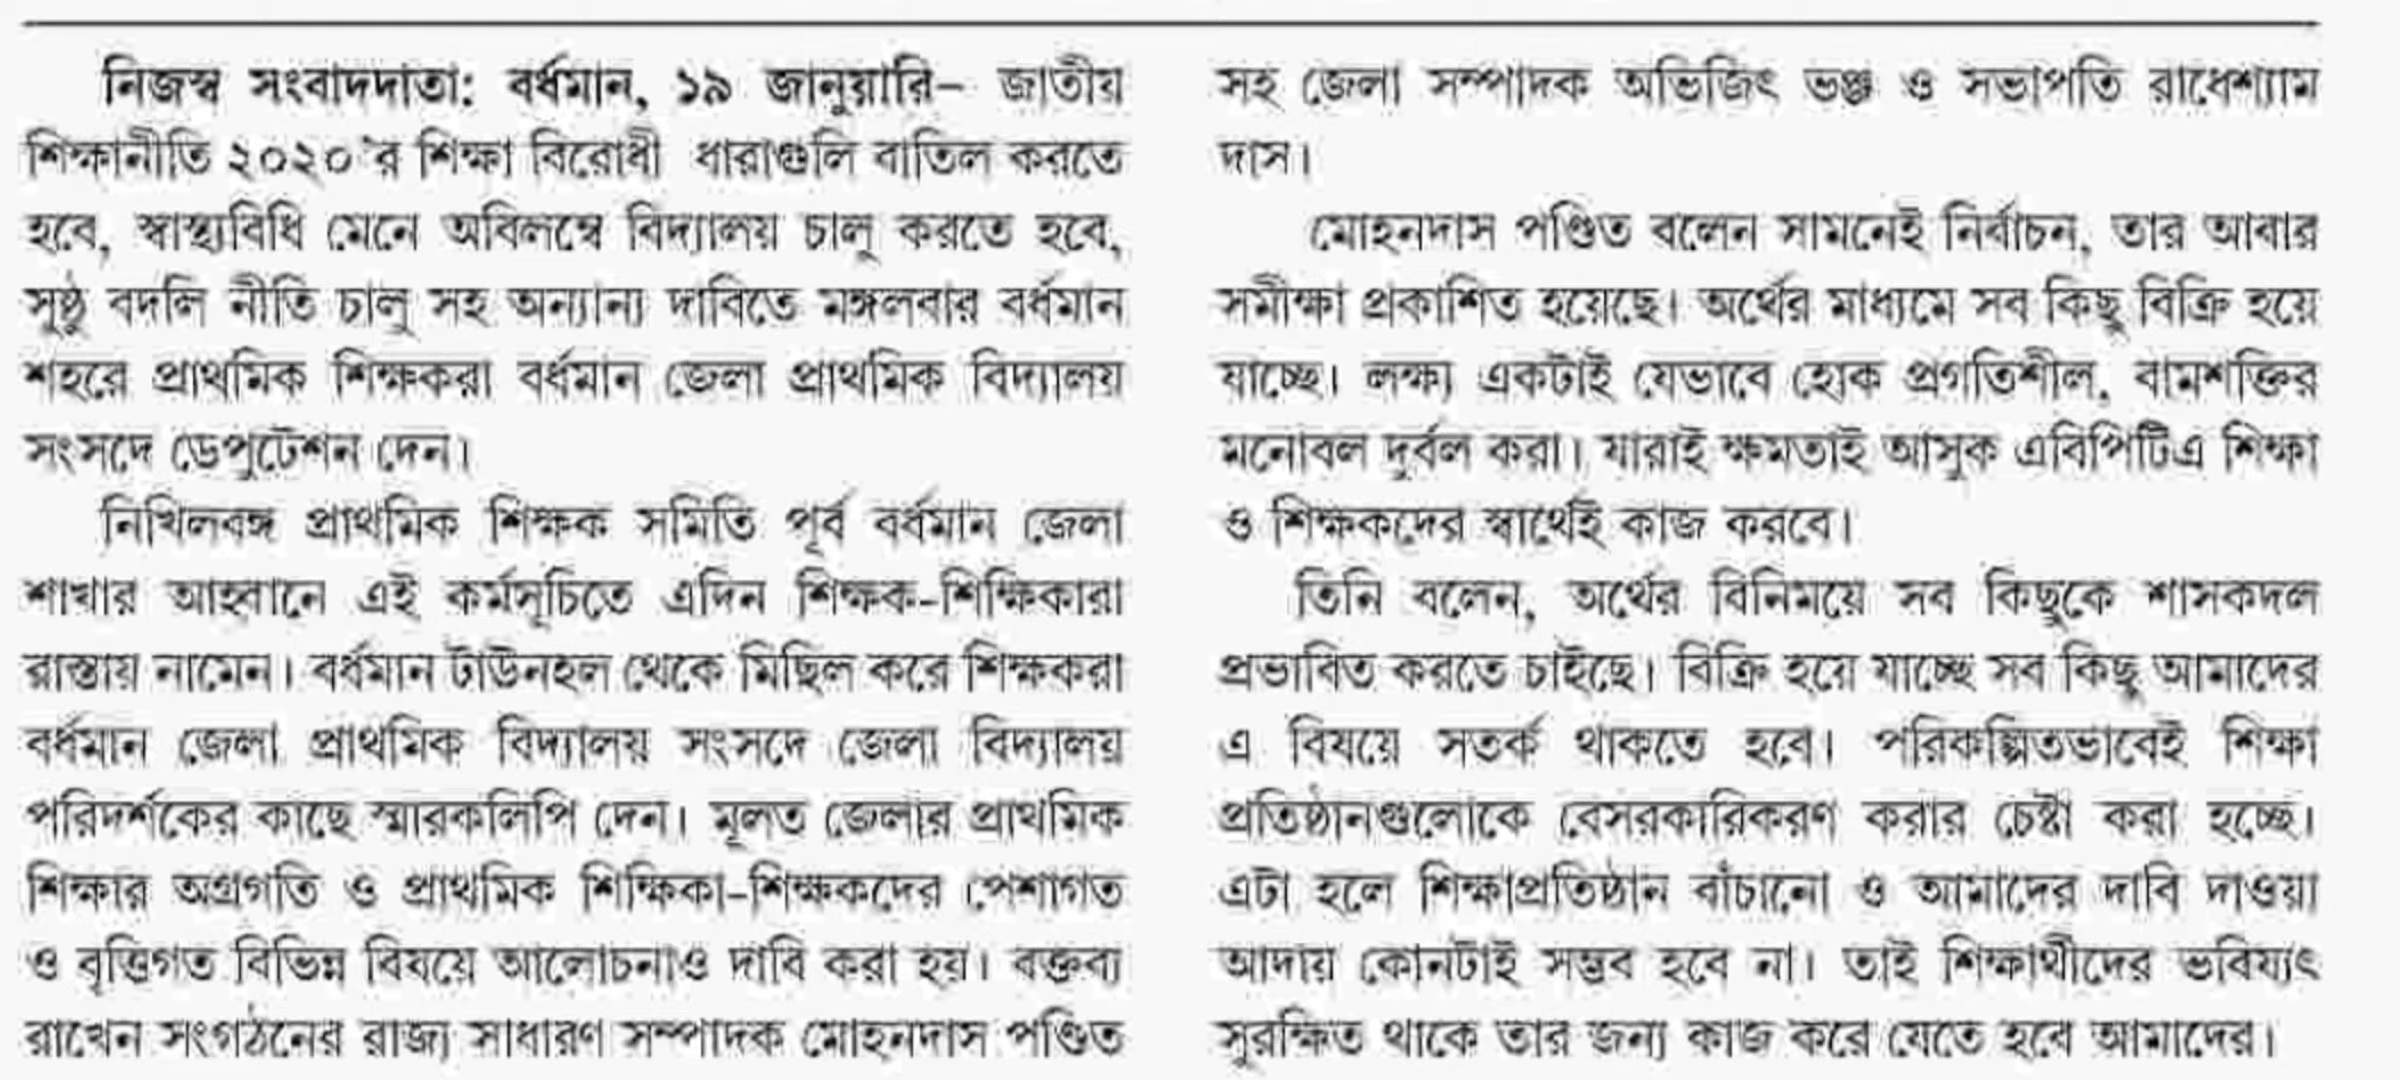 নিজস্ব সংবাদদাতা: বর্ধমান, ১৯ জানুয়ারি– জাতীয়
শিক্ষানীতি ২০২০'র শিক্ষা বিরোধী ধারাগুলি বাতিল করতে
হবে, স্বাস্থ্যবিধি মেনে অবিলম্বে বিদ্যালয় চালু করতে হবে,
সুষ্ঠু বদলি নীতি চালু সহ অন্যান্য দাবিতে মঙ্গলবার বর্ধমান
শহরে প্রাথমিক শিক্ষকরা বর্ধমান জেলা প্রাথমিক বিদ্যালয়
সংসদে ডেপুটেশন দেন।
নিখিলবঙ্গ প্রাথমিক শিক্ষক সমিতি পূর্ব বর্ধমান জেলা
শাখার আহ্বানে এই কর্মসূচিতে এদিন শিক্ষক-শিক্ষিকারা
রাস্তায় নামেন। বর্ধমান টাউনহল থেকে মিছিল করে শিক্ষকরা
বর্ধমান জেলা প্রাথমিক বিদ্যালয় সংসদে জেলা বিদ্যালয়
পরিদর্শকের কাছে স্মারকলিপি দেন। মূলত জেলার প্রাথমিক
শিক্ষার অগ্রগতি ও প্রাথমিক শিক্ষিকা-শিক্ষকদের পেশাগত
ও বৃত্তিগত বিভিন্ন বিষয়ে আলোচনাও দাবি করা হয়। বক্তব্য
রাখেন সংগঠনের রাজ্য সাধারণ সম্পাদক মোহনদাস পণ্ডিত
সহ জেলা সম্পাদক অভিজিৎ ভঞ্জ ও সভাপতি রাধেশ্যাম
দাস।
মোহনদাস পণ্ডিত বলেন সামনেই নির্বাচন, তার আবার
সমীক্ষা প্রকাশিত হয়েছে। অর্থের মাধ্যমে সব কিছু বিক্রি হয়ে
যাচ্ছে। লক্ষ্য একটাই যেভাবে হোক প্রগতিশীল, বামশক্তির
মনোবল দুর্বল করা। যারাই ক্ষমতাই আসুক এবিপিটিএ শিক্ষা
ও শিক্ষকদের স্বার্থেই কাজ করবে।
তিনি বলেন, অর্থের বিনিময়ে সব কিছুকে শাসকদল
প্রভাবিত করতে চাইছে। বিক্রি হয়ে যাচ্ছে সব কিছু আমাদের
এ বিষয়ে সতর্ক থাকতে হবে। পরিকল্পিতভাবেই শিক্ষা
প্রতিষ্ঠানগুলোকে বেসরকারিকরণ করার চেষ্টা করা হচ্ছে।
এটা হলে শিক্ষাপ্রতিষ্ঠান বাঁচানো ও আমাদের দাবি দাওয়া
আদায় কোনটাই সম্ভব হবে না। তাই শিক্ষার্থীদের ভবিষ্যৎ
সুরক্ষিত থাকে তার জন্য কাজ করে যেতে হবে আমাদের।